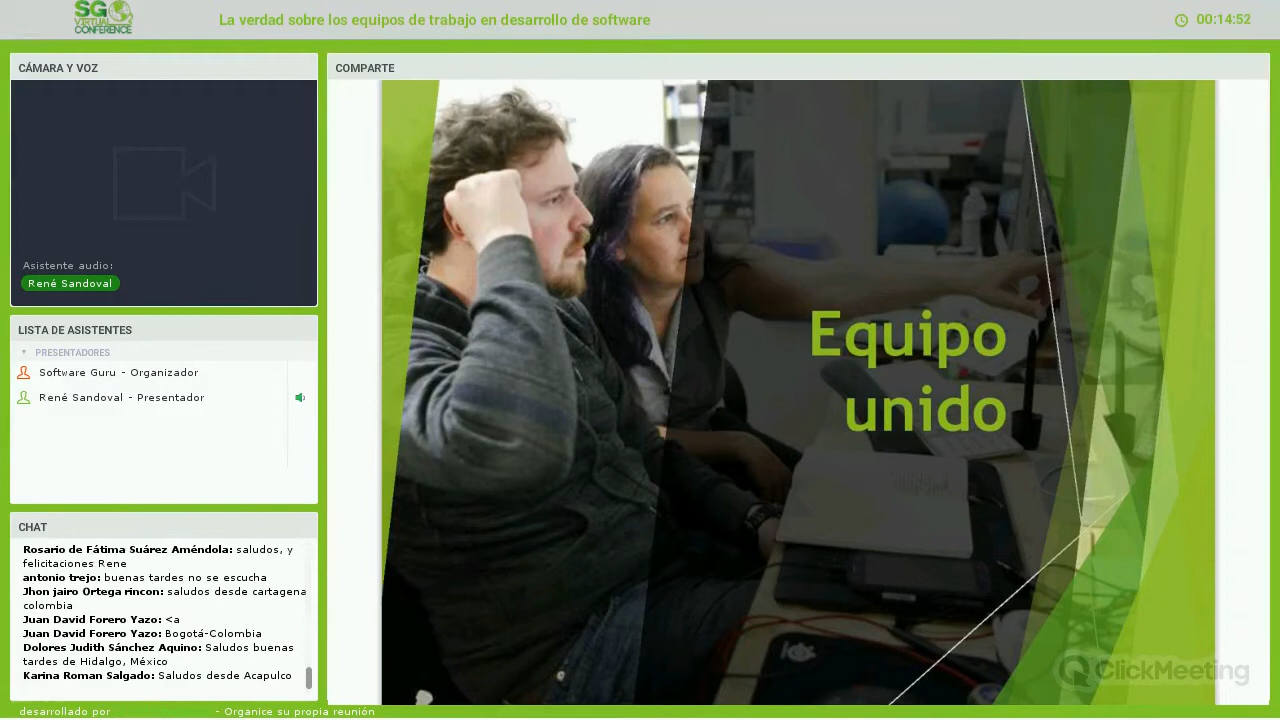 SG
VIRTUAL
CONFERENCE
La verdad sobre los equipos de trabajo en desarrollo de software
00:14:52
CÁMARA Y VOZ
Asistente audio:
René Sandoval
LISTA DE ASISTENTES
PRESENTADORES
Software Guru - Organizador
René Sandoval - Presentador
CHAT
Rosario de Fátima Suárez Améndola: saludos, y
felicitaciones Rene
antonio trejo: buenas tardes no se escucha
Jhon jairo Ortega rincon: saludos desde cartagena
colombia
Juan David Forero Yazo: <a
Juan David Forero Yazo: Bogotá-Colombia
Dolores Judith Sánchez Aquino: Saludos buenas
tardes de Hidalgo, México
Karina Roman Salgado: Saludos desde Acapulco
desarrollado por
- Organice su propia reunión
COMPARTE
Equipo
unido
ClickMeeting